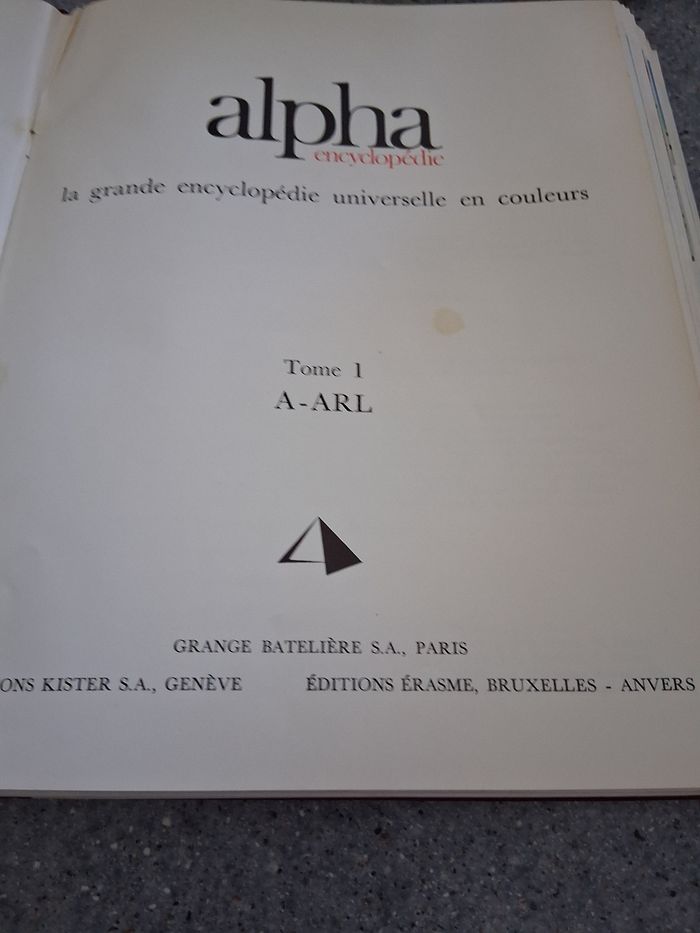 alpha
encyclopédie
la grande encyclopédie universelle en couleurs
Tome 1
A-ARL
GRANGE BATELIÈRE S.A., PARIS
ONS KISTER S.A., GENÈVE ÉDITIONS ÉRASME, BRUXELLES - ANVERS